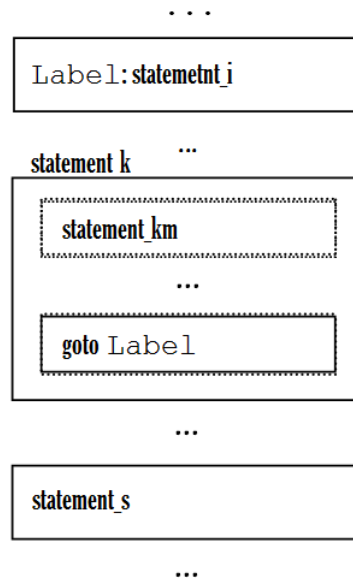 . . .
Label: statemetnt_i
...
statement k
statement_km
...
goto Label
...
statement_s
...